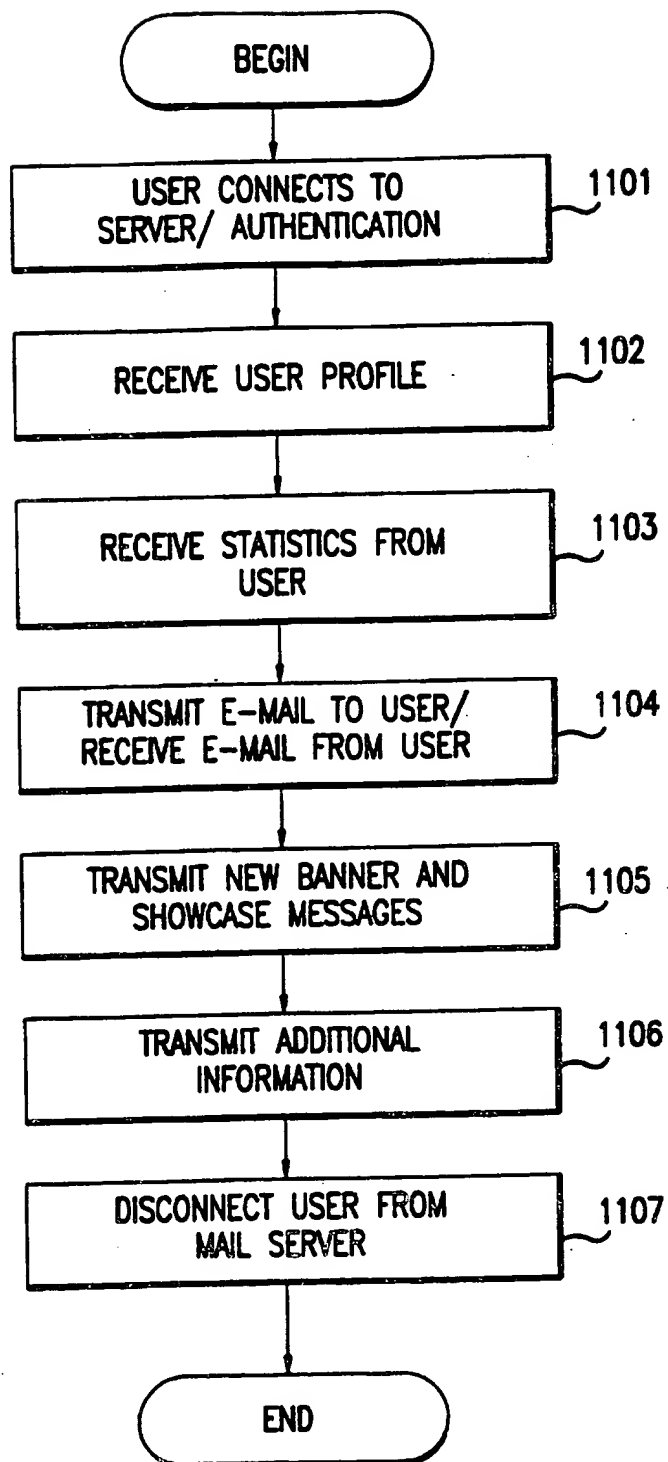 BEGIN
USER CONNECTS TO
SERVER/ AUTHENTICATION
1101
RECEIVE USER PROFILE
1102
RECEIVE STATISTICS FROM
USER
1103
TRANSMIT E-MAIL TO USER/
RECEIVE E-MAIL FROM USER
1104
TRANSMIT NEW BANNER AND
SHOWCASE MESSAGES
1105
TRANSMIT ADDITIONAL
INFORMATION
1106
DISCONNECT USER FROM
MAIL SERVER
1107
END